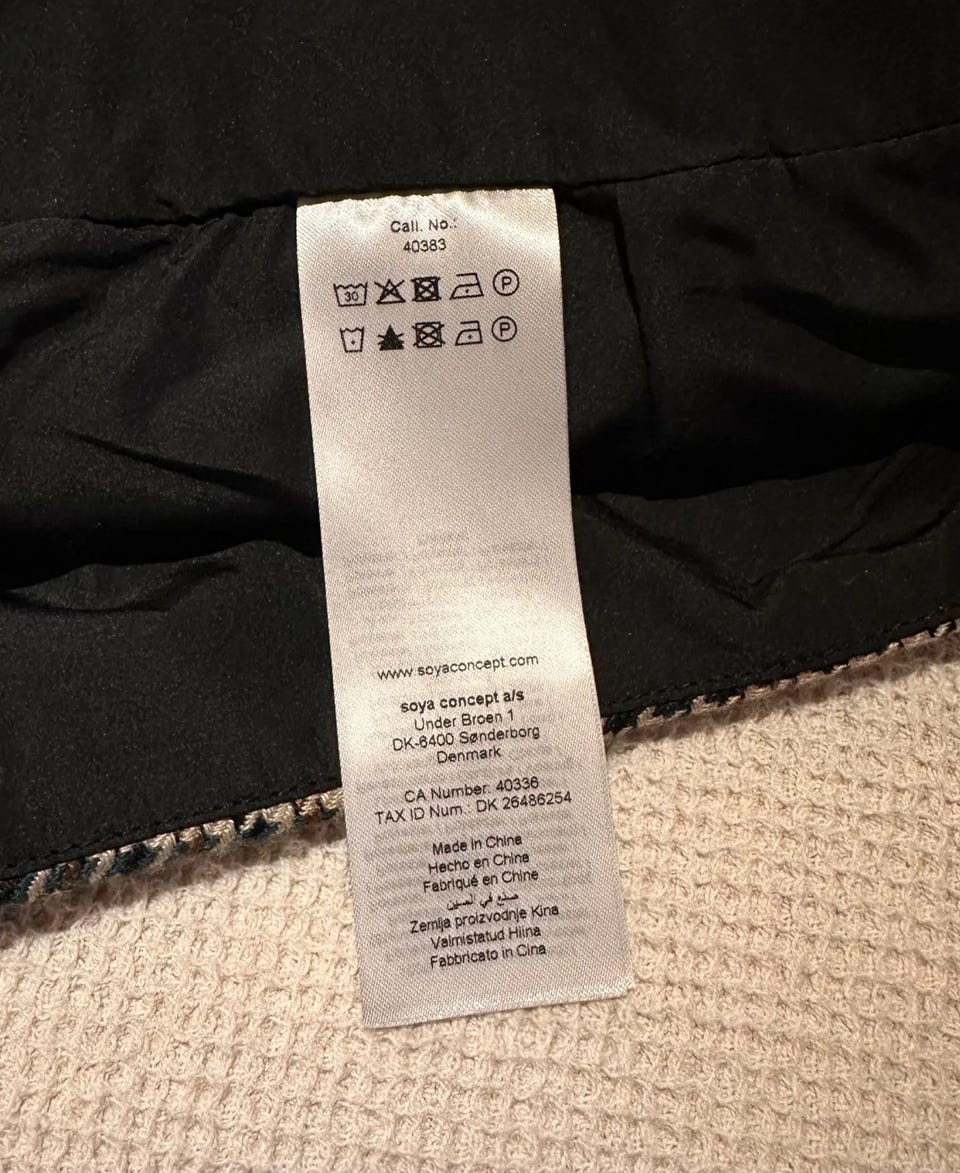 Call. No.:
40383
30 P
P
www.soyaconcept.com
soya concept a/s
Under Broen 1
DK-6400 Sønderborg
Denmark
CA Number: 40336
TAX ID Num.: DK 26486254
Made in China
Hecho en China
Fabriqué en Chine
صنع في الصين
Zemlja proizvodnje Kina
Valmistatud Hiina
Fabbricato in Cina